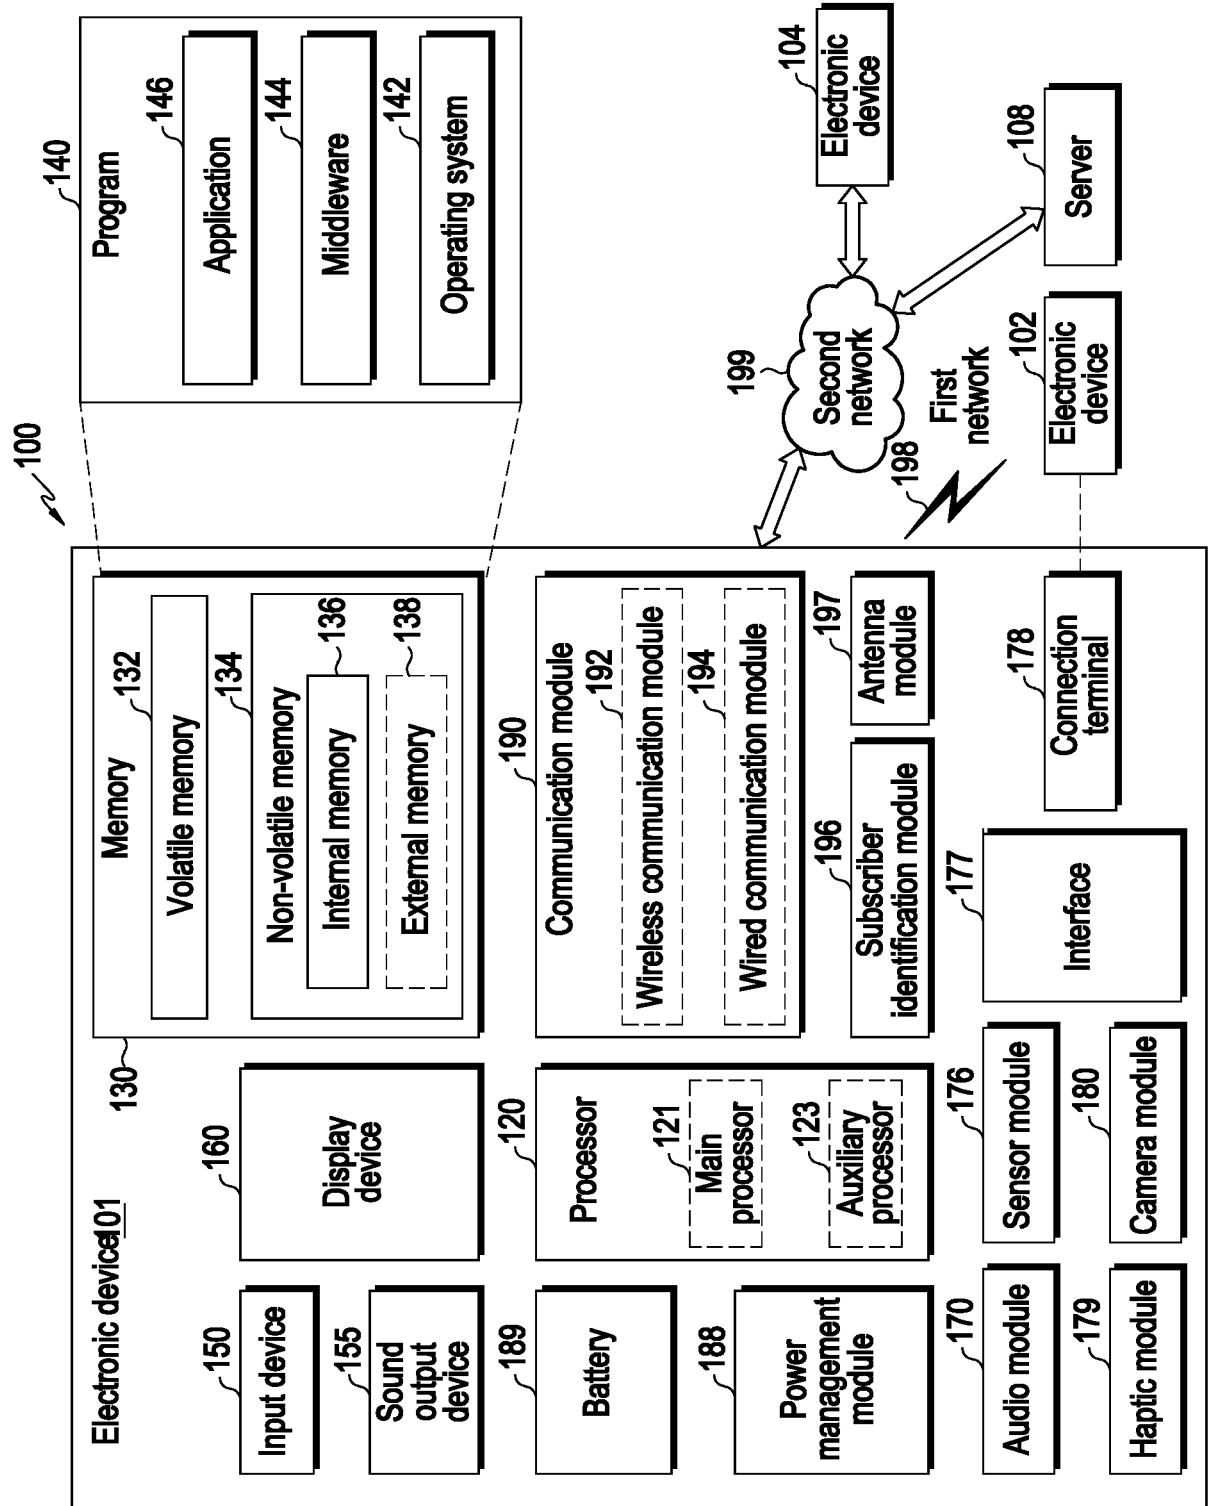 100
140
Program
146
Application
144
Middleware
142
Operating system
Electronic device 101
130
Memory
132
Volatile memory
134
Non-volatile memory
136
Internal memory
138
External memory
150
Input device
155
Sound
output
device
160
Display
device
189
Battery
188
Power
management
module
120
Processor
121
Main
processor
123
Auxiliary
processor
190
Communication module
192
Wireless communication module
194
Wired communication module
196
Subscriber
identification module
197
Antenna
module
170
Audio module
179
Haptic module
176
Sensor module
180
Camera module
177
Interface
178
Connection
terminal
199
Second
network
198
First
network
104
Electronic
device
108
Server
102
Electronic
device